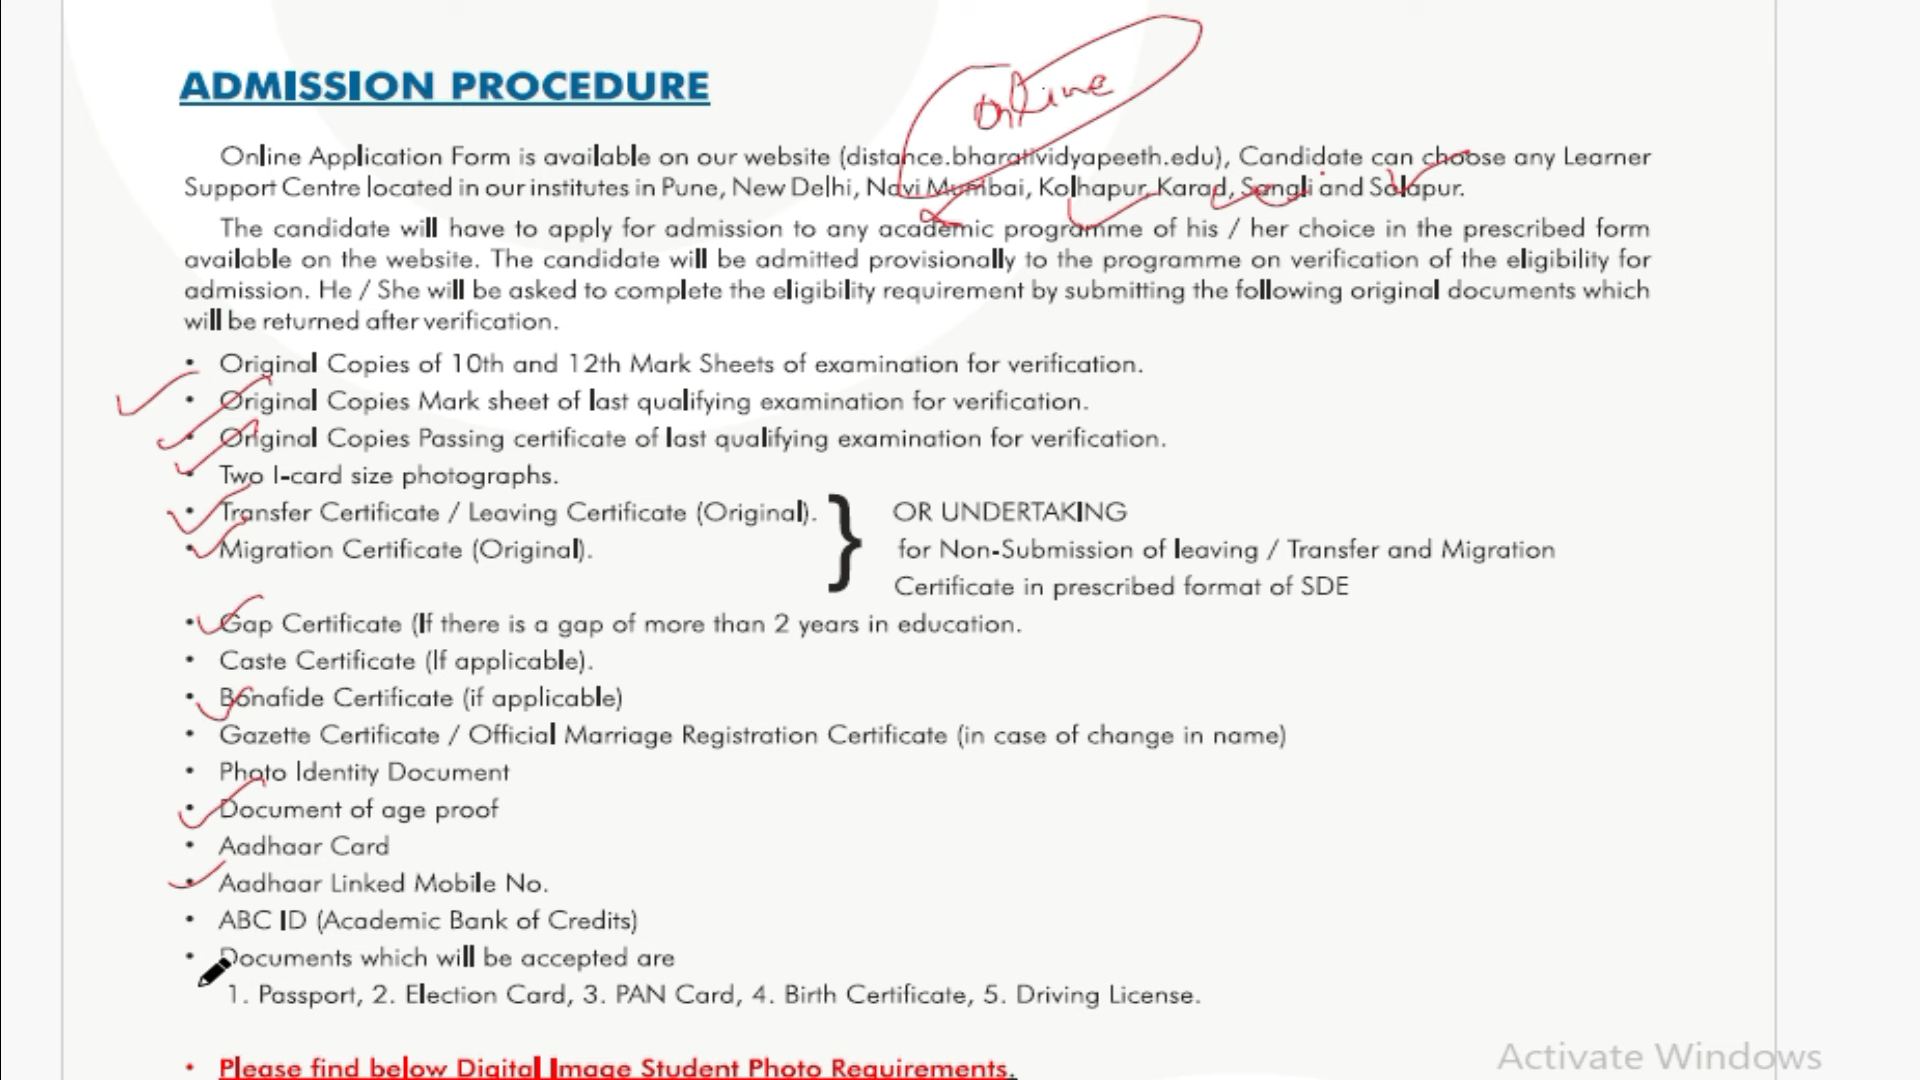 ADMISSION PROCEDURE
Online
Online Application Form is available on our website (distance.bharatividyapeeth.edu), Candidate can choose any Learner
Support Centre located in our institutes in Pune, New Delhi, Navi Mumbai, Kolhapur, Karad, Sangli and Solapur.
The candidate will have to apply for admission to any academic programme of his / her choice in the prescribed form
available on the website. The candidate will be admitted provisionally to the programme on verification of the eligibility for
admission. He / She will be asked to complete the eligibility requirement by submitting the following original documents which
will be returned after verification.
• Original Copies of 10th and 12th Mark Sheets of examination for verification.
• Original Copies Mark sheet of last qualifying examination for verification.
• Original Copies Passing certificate of last qualifying examination for verification.
• Two I-card size photographs.
• Transfer Certificate / Leaving Certificate (Original). } OR UNDERTAKING
• Migration Certificate (Original). for Non-Submission of leaving / Transfer and Migration
Certificate in prescribed format of SDE
• Gap Certificate (If there is a gap of more than 2 years in education.
• Caste Certificate (If applicable).
• Bonafide Certificate (if applicable)
• Gazette Certificate / Official Marriage Registration Certificate (in case of change in name)
• Photo Identity Document
• Document of age proof
• Aadhaar Card
• Aadhaar Linked Mobile No.
• ABC ID (Academic Bank of Credits)
• Documents which will be accepted are
1. Passport, 2. Election Card, 3. PAN Card, 4. Birth Certificate, 5. Driving License.
• Please find below Digital Image Student Photo Requirements.
Activate Windows